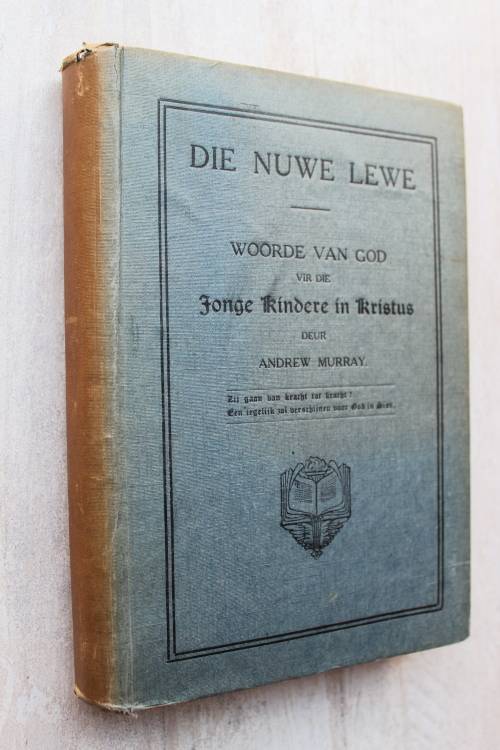 DIE NUWE LEWE
WOORDE VAN GOD
VIR DIE
Jonge Kindere in Kristus
DEUR
ANDREW MURRAY.
Zij gaan van kracht tot kracht!
Een iegelijk zal verschijnen voor God in Sion.